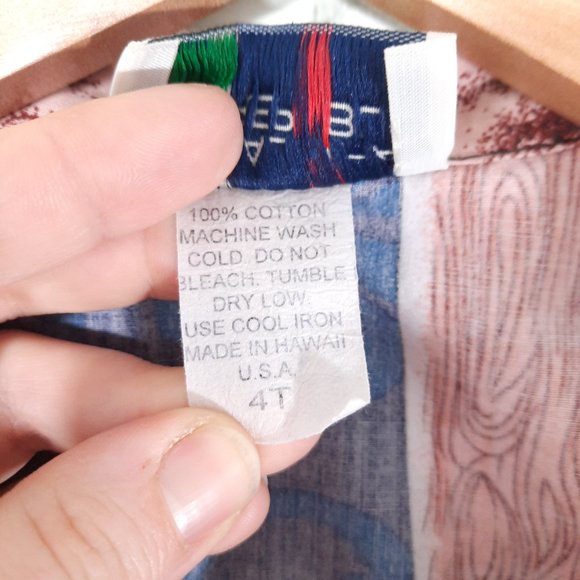 100% COTTON
MACHINE WASH
COLD DO NOT
BLEACH. TUMBLE
DRY LOW.
USE COOL IRON
MADE IN HAWAII
U.S.A.
4T